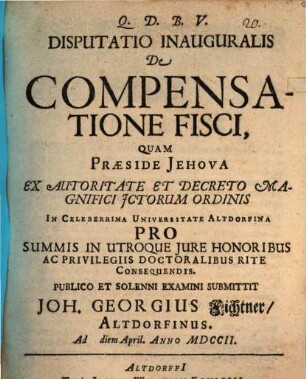 Q. D. B. V. 20.
DISPUTATIO INAUGURALIS
De
COMPENSA-
TIONE FISCI,
QUAM
PRÆSIDE JEHOVA
EX AUTORITATE ET DECRETO MA-
GNIFICI JCTORUM ORDINIS
IN CELEBERRIMA UNIVERSITATE ALTDORFINA
PRO
SUMMIS IN UTROQUE JURE HONORIBUS
AC PRIVILEGIIS DOCTORALIBUS RITE
CONSEQUENDIS.
PUBLICO ET SOLENNI EXAMINI SUBMITTIT
JOH. GEORGIUS Lichtner/
ALTDORFINUS.
Ad diem April. ANNO MDCCII.
ALTDORFFI